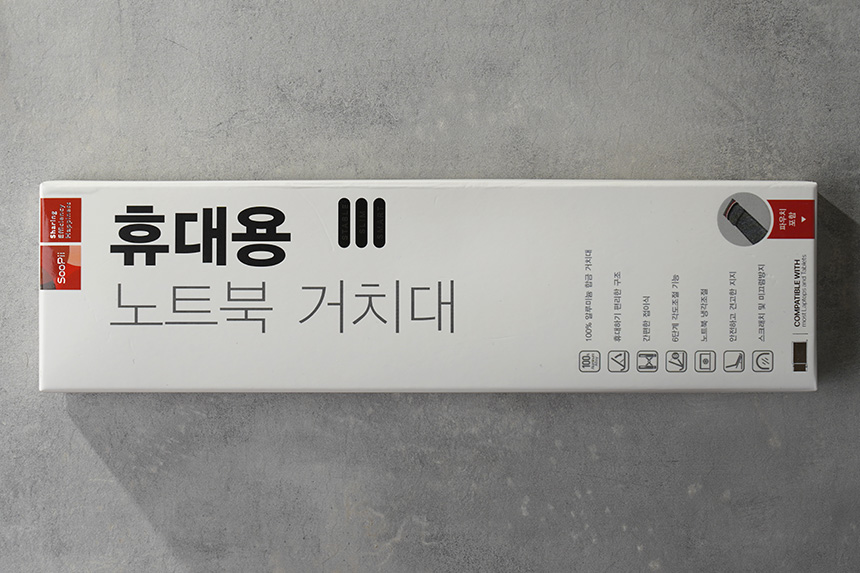 Sharing
Efficiency
Happiness
SooPii
휴대용
노트북 거치대
100% 알루미늄 합금 거치대
휴대하기 편리한 구조
간편한 접이식
6단계 각도조절 기능
노트북 냉각조절
안전하고 견고한 지지
스크래치 및 미끄럼방지
100%
파우치
포함
COMPATIBLE WITH
most Laptops and Tablets